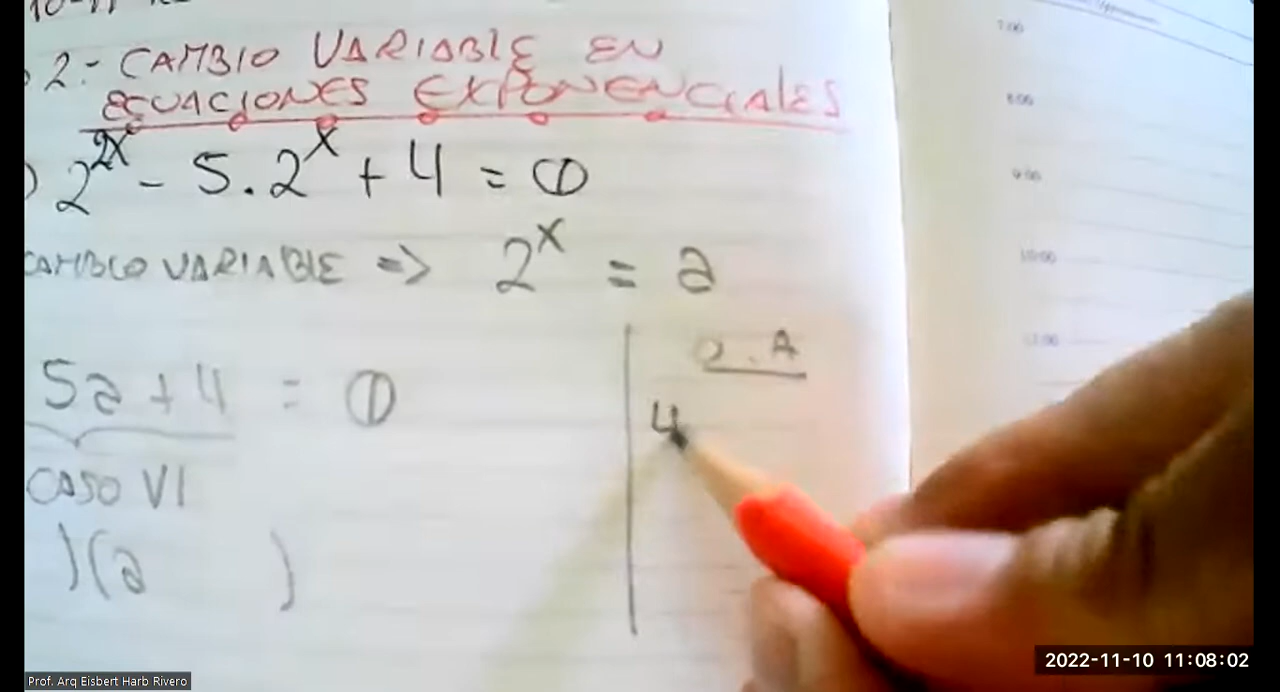 2.- CAMBIO VARIABLE EN
ECUACIONES EXPONENCIALES
) 2^{2x} - 5.2^x + 4 = 0
CAMBIO VARIABLE => 2^x = a
5a + 4 = 0
CASO VI
)(a )
O.A
4
7:00
8:00
9:00
10:00
Prof. Arq Eisbert Harb Rivero
2022-11-10 11:08:02